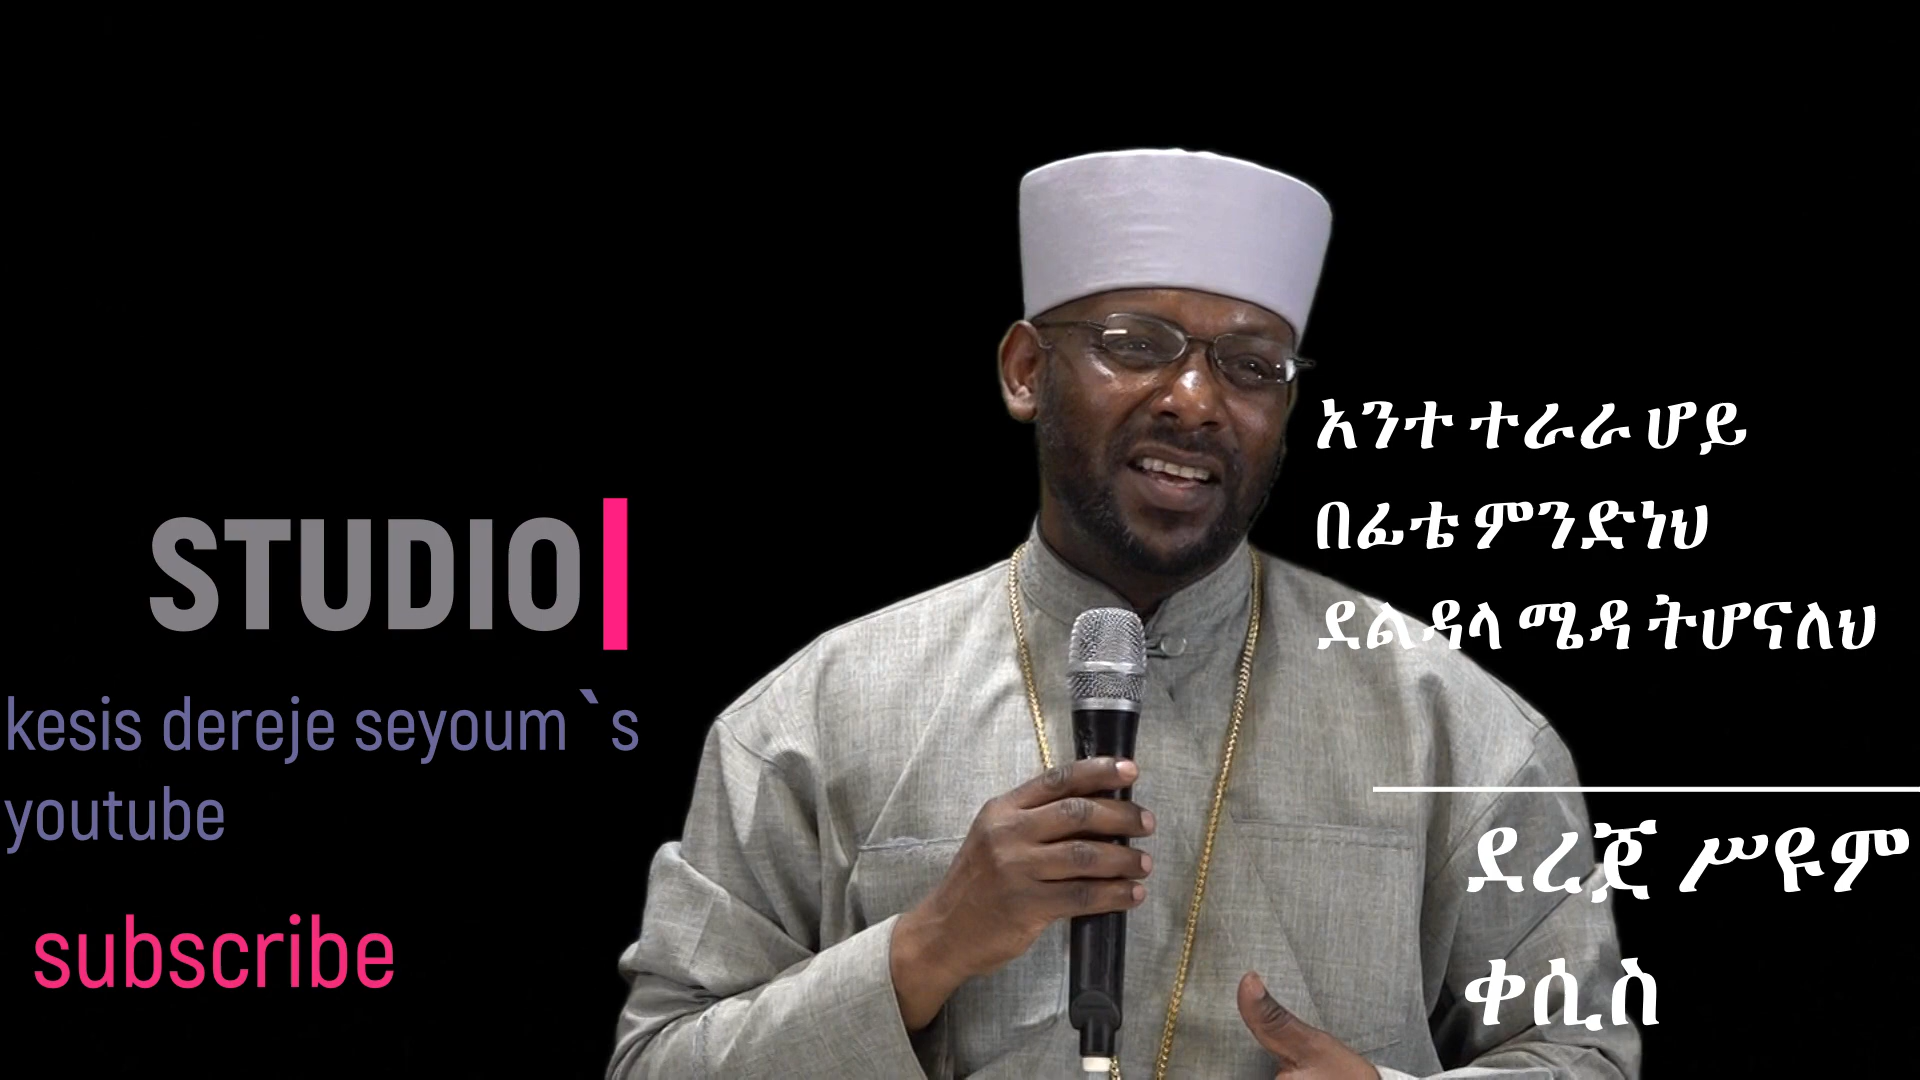 STUDIO
kesis dereje seyoum`s
youtube
subscribe
አንተ ተራራ ሆይ
በፊቴ ምንድነህ
ደልዳላ ሜዳ ትሆናለህ
ደረጀ ሥዩም
ቀሲስ